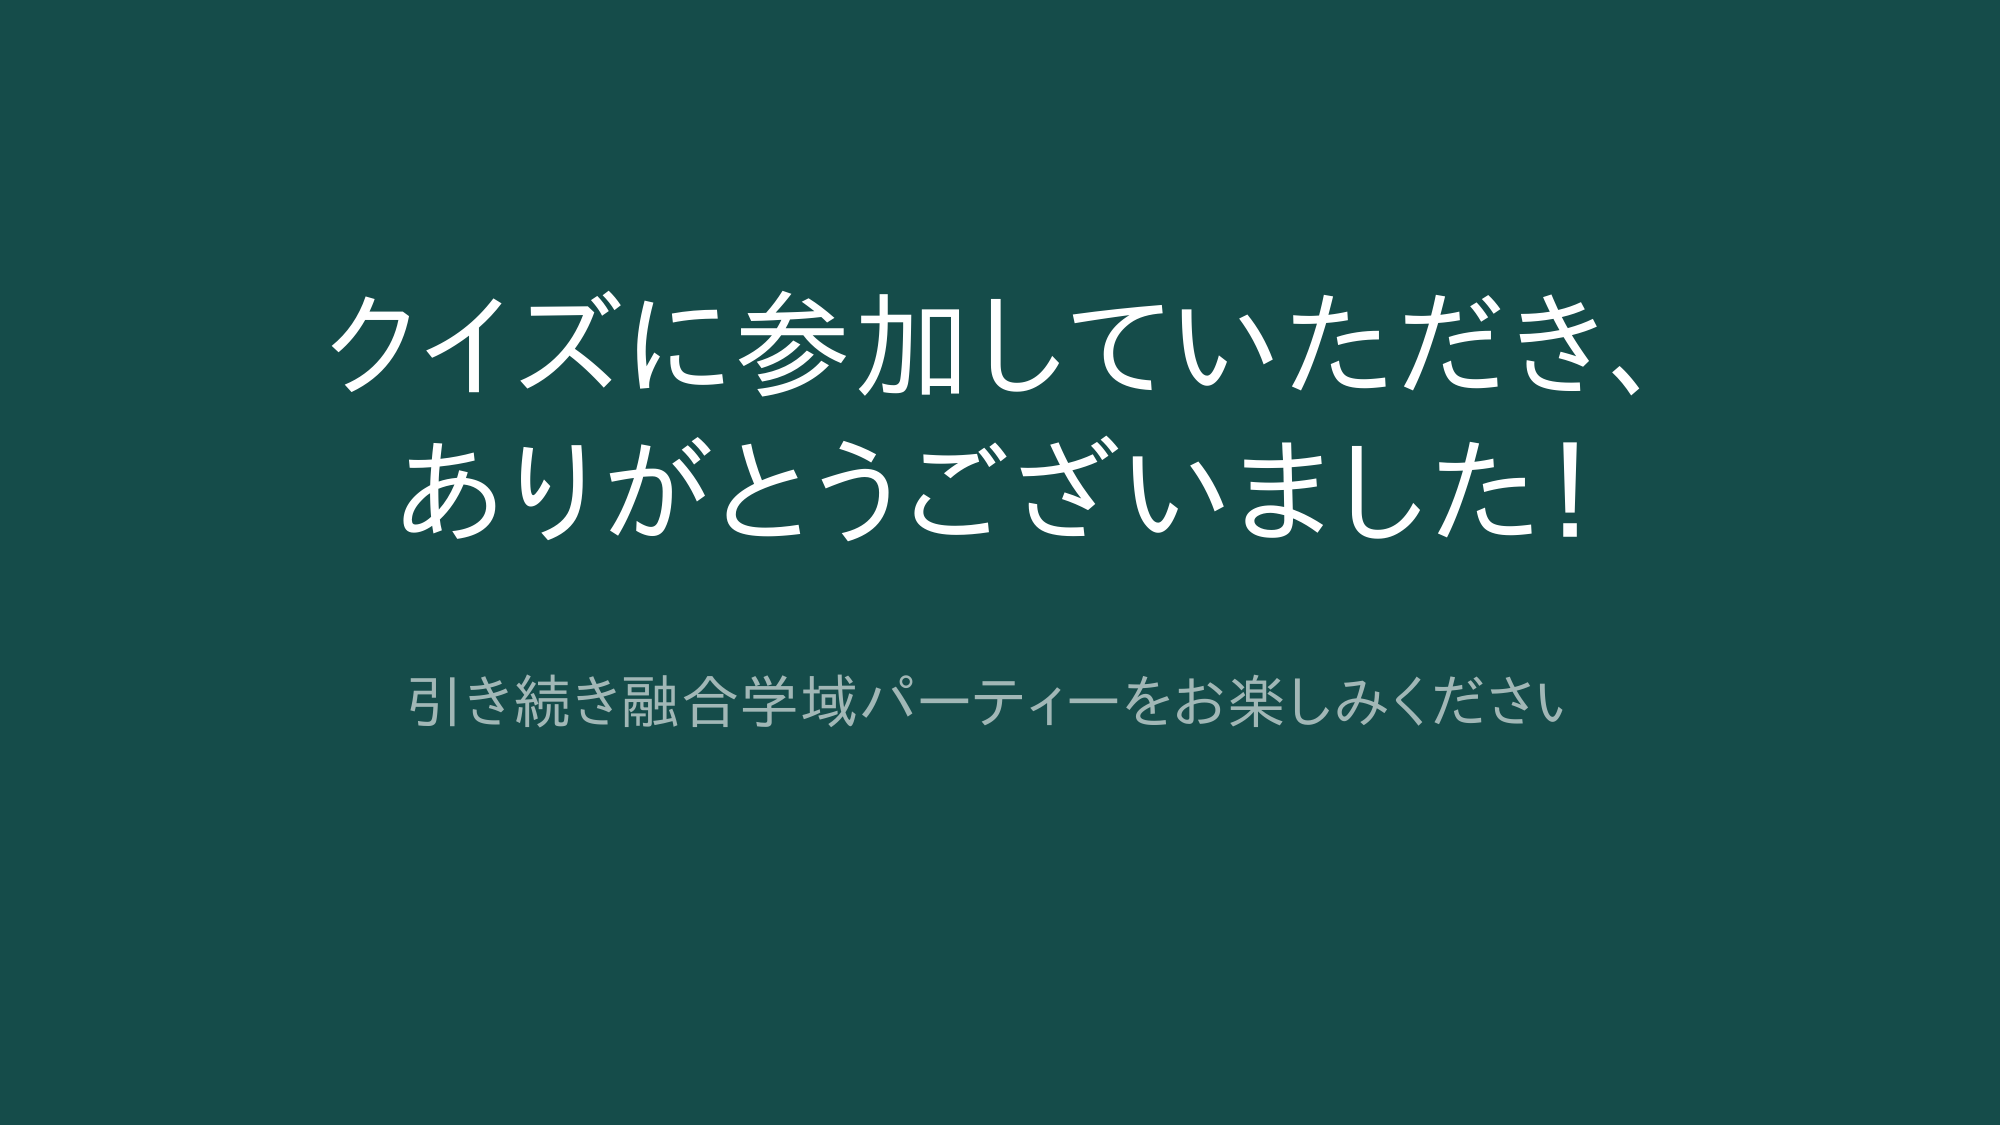 クイズに参加していただき、
ありがとうございました！
引き続き融合学域パーティーをお楽しみください